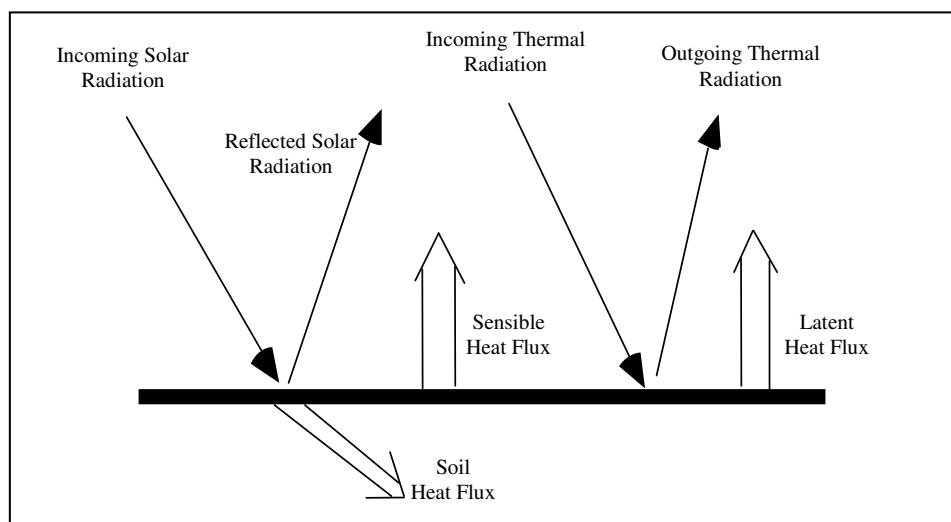 Incoming Solar
Radiation
Reflected Solar
Radiation
Incoming Thermal
Radiation
Outgoing Thermal
Radiation
Sensible
Heat Flux
Latent
Heat Flux
Soil
Heat Flux